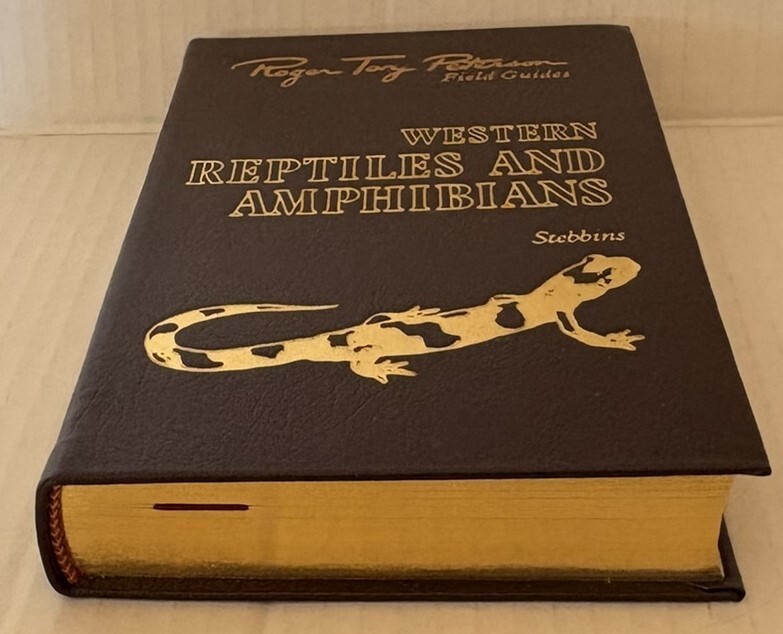 Roger Tory Peterson
Field Guides
WESTERN
REPTILES AND
AMPHIBIANS
Stebbins